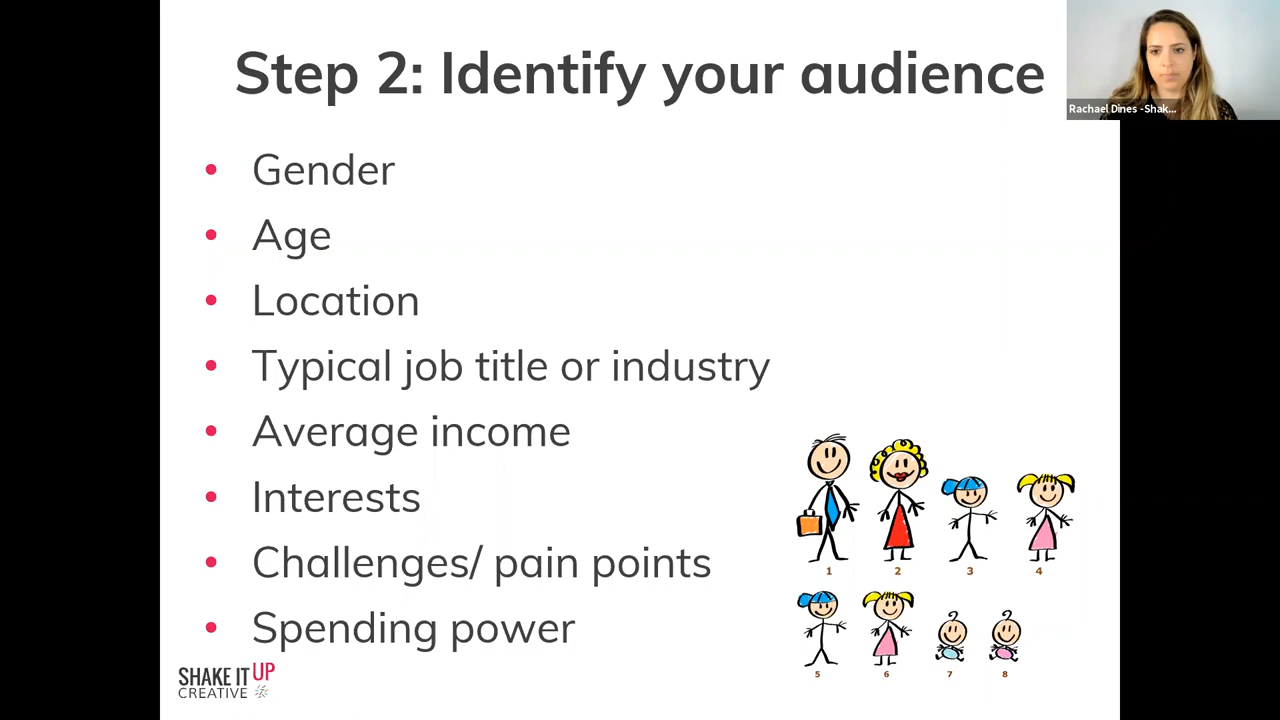 Step 2: Identify your audience
Rachael Dines -Shak...
• Gender
• Age
• Location
• Typical job title or industry
• Average income
• Interests
• Challenges/ pain points
• Spending power
1 2 3 4
5 6 7 8
SHAKE IT UP
CREATIVE